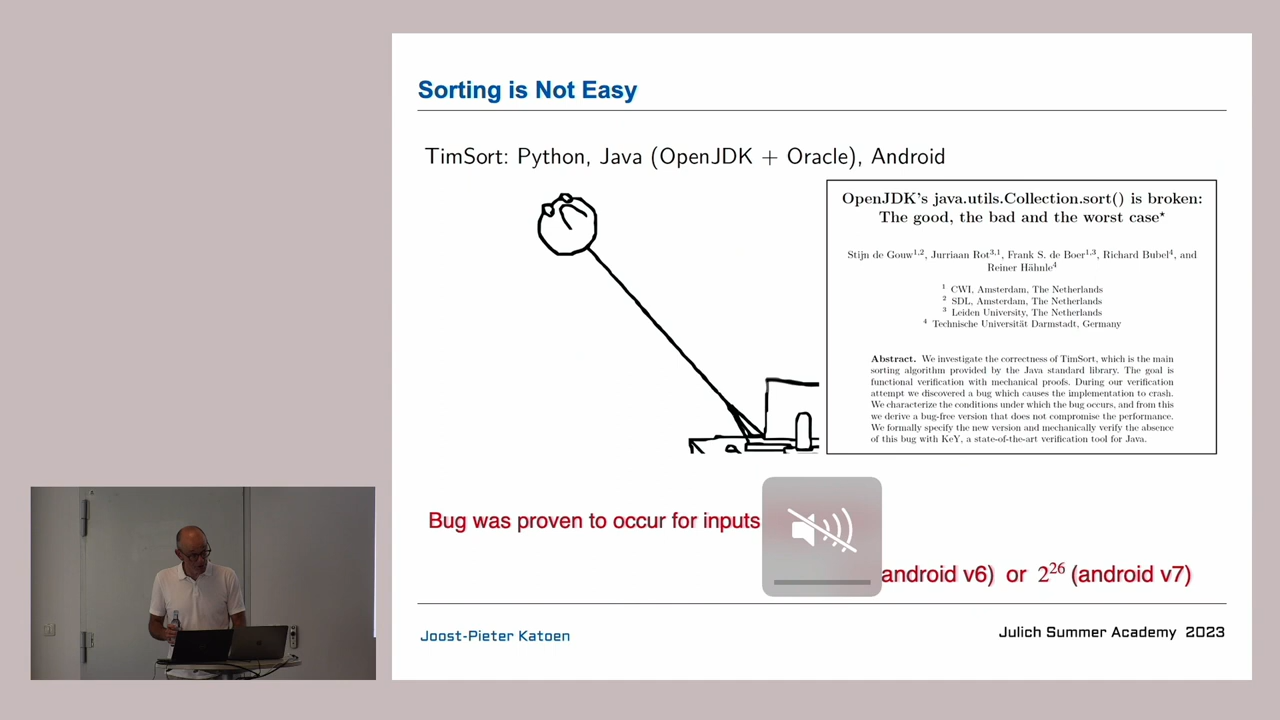 Sorting is Not Easy
TimSort: Python, Java (OpenJDK + Oracle), Android
OpenJDK's java.utils.Collection.sort() is broken:
The good, the bad and the worst case*
Stijn de Gouw1,2, Jurriaan Rot3,1, Frank S. de Boer1,3, Richard Bubel4, and
Reiner Hähnle4
1 CWI, Amsterdam, The Netherlands
2 SDL, Amsterdam, The Netherlands
3 Leiden University, The Netherlands
4 Technische Universität Darmstadt, Germany
Abstract. We investigate the correctness of TimSort, which is the main
sorting algorithm provided by the Java standard library. The goal is
functional verification with mechanical proofs. During our verification
attempt we discovered a bug which causes the implementation to crash.
We characterize the conditions under which the bug occurs, and from this
we derive a bug-free version that does not compromise the performance.
We formally specify the new version and mechanically verify the absence
of this bug with KeY, a state-of-the-art verification tool for Java.
Bug was proven to occur for inputs
android v6) or 2^26 (android v7)
Joost-Pieter Katoen
Julich Summer Academy 2023